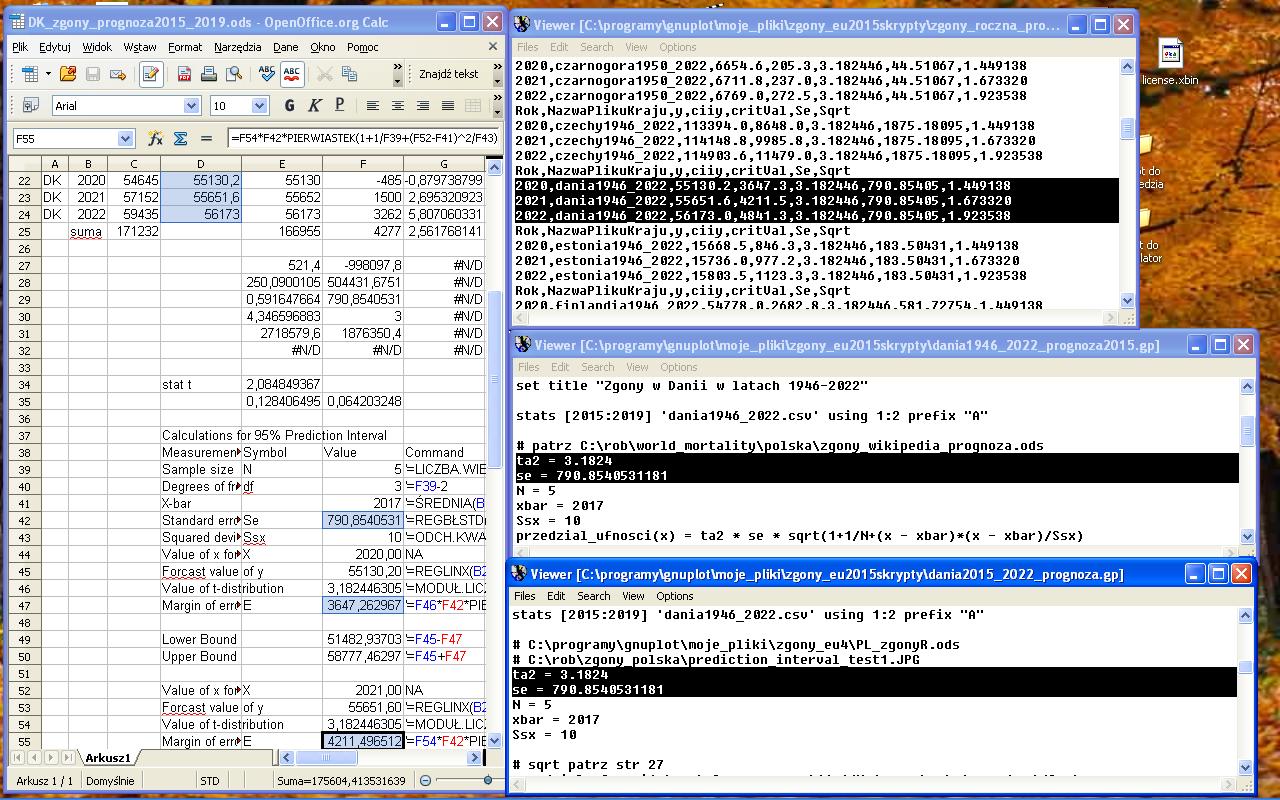 DK_zgony_prognoza2015_2019.ods - OpenOffice.org Calc
Plik Edytuj Widok Wstaw Format Narzędzia Dane Okno Pomoc
Znajdź tekst
Arial 10 G K P
F55 =F54*F42*PIERWIASTEK(1+1/F39+(F52-F41)^2/F43)
A B C D E F G
22 DK 2020 54645 55130,2 55130 -485
23 DK 2021 57152 55651,6 55652 1500 2,695340923
24 DK 2022 59435 56173 56173 3262 5,807060331
25 suma 171232 166955 4277 2,561768141
26
27 521,4 -998097,8 #N/D
28 250,0900105 504431,6751 #N/D
29 0,591647664 790,8540531 #N/D
30 4,346596883 3 #N/D
31 2718579,6 1876350,4 #N/D
32 #N/D #N/D #N/D
33
34 stat t 2,084849367
35 0,128406495 0,064203248
36
37 Calculations for 95% Prediction Interval
38 Measuremen Symbol Value Command
39 Sample size N 5 '=LICZBA.WIE
40 Degrees of fr df 3 '=F39-2
41 X-bar 2017 '=ŚREDNIA(B
42 Standard erro Se 790,8540531 '=REGBŁSTD(
43 Squared devi Ssx 10 '=ODCH.KWA
44 Value of x for X 2020,00 NA
45 Forcast value of y 55130,20 '=REGLINX(B2
46 Value of t-distribution 3,182446305 '=MODUŁ.LIC
47 Margin of erro E 3647,262967 '=F46*F42*PIE
48
49 Lower Bound 51482,93703 '=F45-F47
50 Upper Bound 58777,46297 '=F45+F47
51
52 Value of x for X 2021,00 NA
53 Forcast value of y 55651,60 '=REGLINX(B2
54 Value of t-distribution 3,182446305 '=MODUŁ.LIC
55 Margin of erro E 4211,496512 '=F54*F42*PIE
Arkusz1
Arkusz 1 / 1 Domyślnie STD Suma=175604,413531639
Viewer [C:\programy\gnuplot\moje_pliki\zgony_eu2015skrypty\zgony_roczna_pro...
Files Edit Search View Options
2020,czarnogora1950_2022,6654.6,205.3,3.182446,44.51067,1.449138
2021,czarnogora1950_2022,6711.8,237.0,3.182446,44.51067,1.673320
2022,czarnogora1950_2022,6769.0,272.5,3.182446,44.51067,1.923538
Rok,NazwaPlikuKraju,y,ciiy,critVal,Se,Sqrt
2020,czechy1946_2022,113394.0,8648.0,3.182446,1875.18095,1.449138
2021,czechy1946_2022,114148.8,9985.8,3.182446,1875.18095,1.673320
2022,czechy1946_2022,114903.6,11479.0,3.182446,1875.18095,1.923538
Rok,NazwaPlikuKraju,y,ciiy,critVal,Se,Sqrt
2020,dania1946_2022,55130.2,3647.3,3.182446,790.85405,1.449138
2021,dania1946_2022,55651.6,4211.5,3.182446,790.85405,1.673320
2022,dania1946_2022,56173.0,4841.3,3.182446,790.85405,1.923538
Rok,NazwaPlikuKraju,y,ciiy,critVal,Se,Sqrt
2020,estonia1946_2022,15668.5,846.3,3.182446,183.50431,1.449138
2021,estonia1946_2022,15736.0,977.2,3.182446,183.50431,1.673320
2022,estonia1946_2022,15803.5,1123.3,3.182446,183.50431,1.923538
Rok,NazwaPlikuKraju,y,ciiy,critVal,Se,Sqrt
2020,finlandia1946_2022,54778.0,2682.8,3.182446,581.72754,1.449138
Viewer [C:\programy\gnuplot\moje_pliki\zgony_eu2015skrypty\dania1946_2022_prognoza2015.gp]
Files Edit Search View Options
set title "Zgony w Danii w latach 1946-2022"
stats [2015:2019] 'dania1946_2022.csv' using 1:2 prefix "A"
# pairz C:\rob\world_mortality\polska\zgony_wikipedia_prognoza.ods
ta2 = 3.1824
se = 790.8540531181
N = 5
xbar = 2017
Ssx = 10
przedzial_ufnosci(x) = ta2 * se * sqrt(1+1/N+(x - xbar)*(x - xbar)/Ssx)
Viewer [C:\programy\gnuplot\moje_pliki\zgony_eu2015skrypty\dania2015_2022_prognoza.gp]
Files Edit Search View Options
stats [2015:2019] 'dania1946_2022.csv' using 1:2 prefix "A"
# C:\programy\gnuplot\moje_pliki\zgony_eu4\PL_zgonyR.ods
# C:\rob\zgony_polska\prediction_interval_test1.JPG
ta2 = 3.1824
se = 790.8540531181
N = 5
xbar = 2017
Ssx = 10
# sqrt patrz str 27
license.xbin
t do
edzia
t do
lator